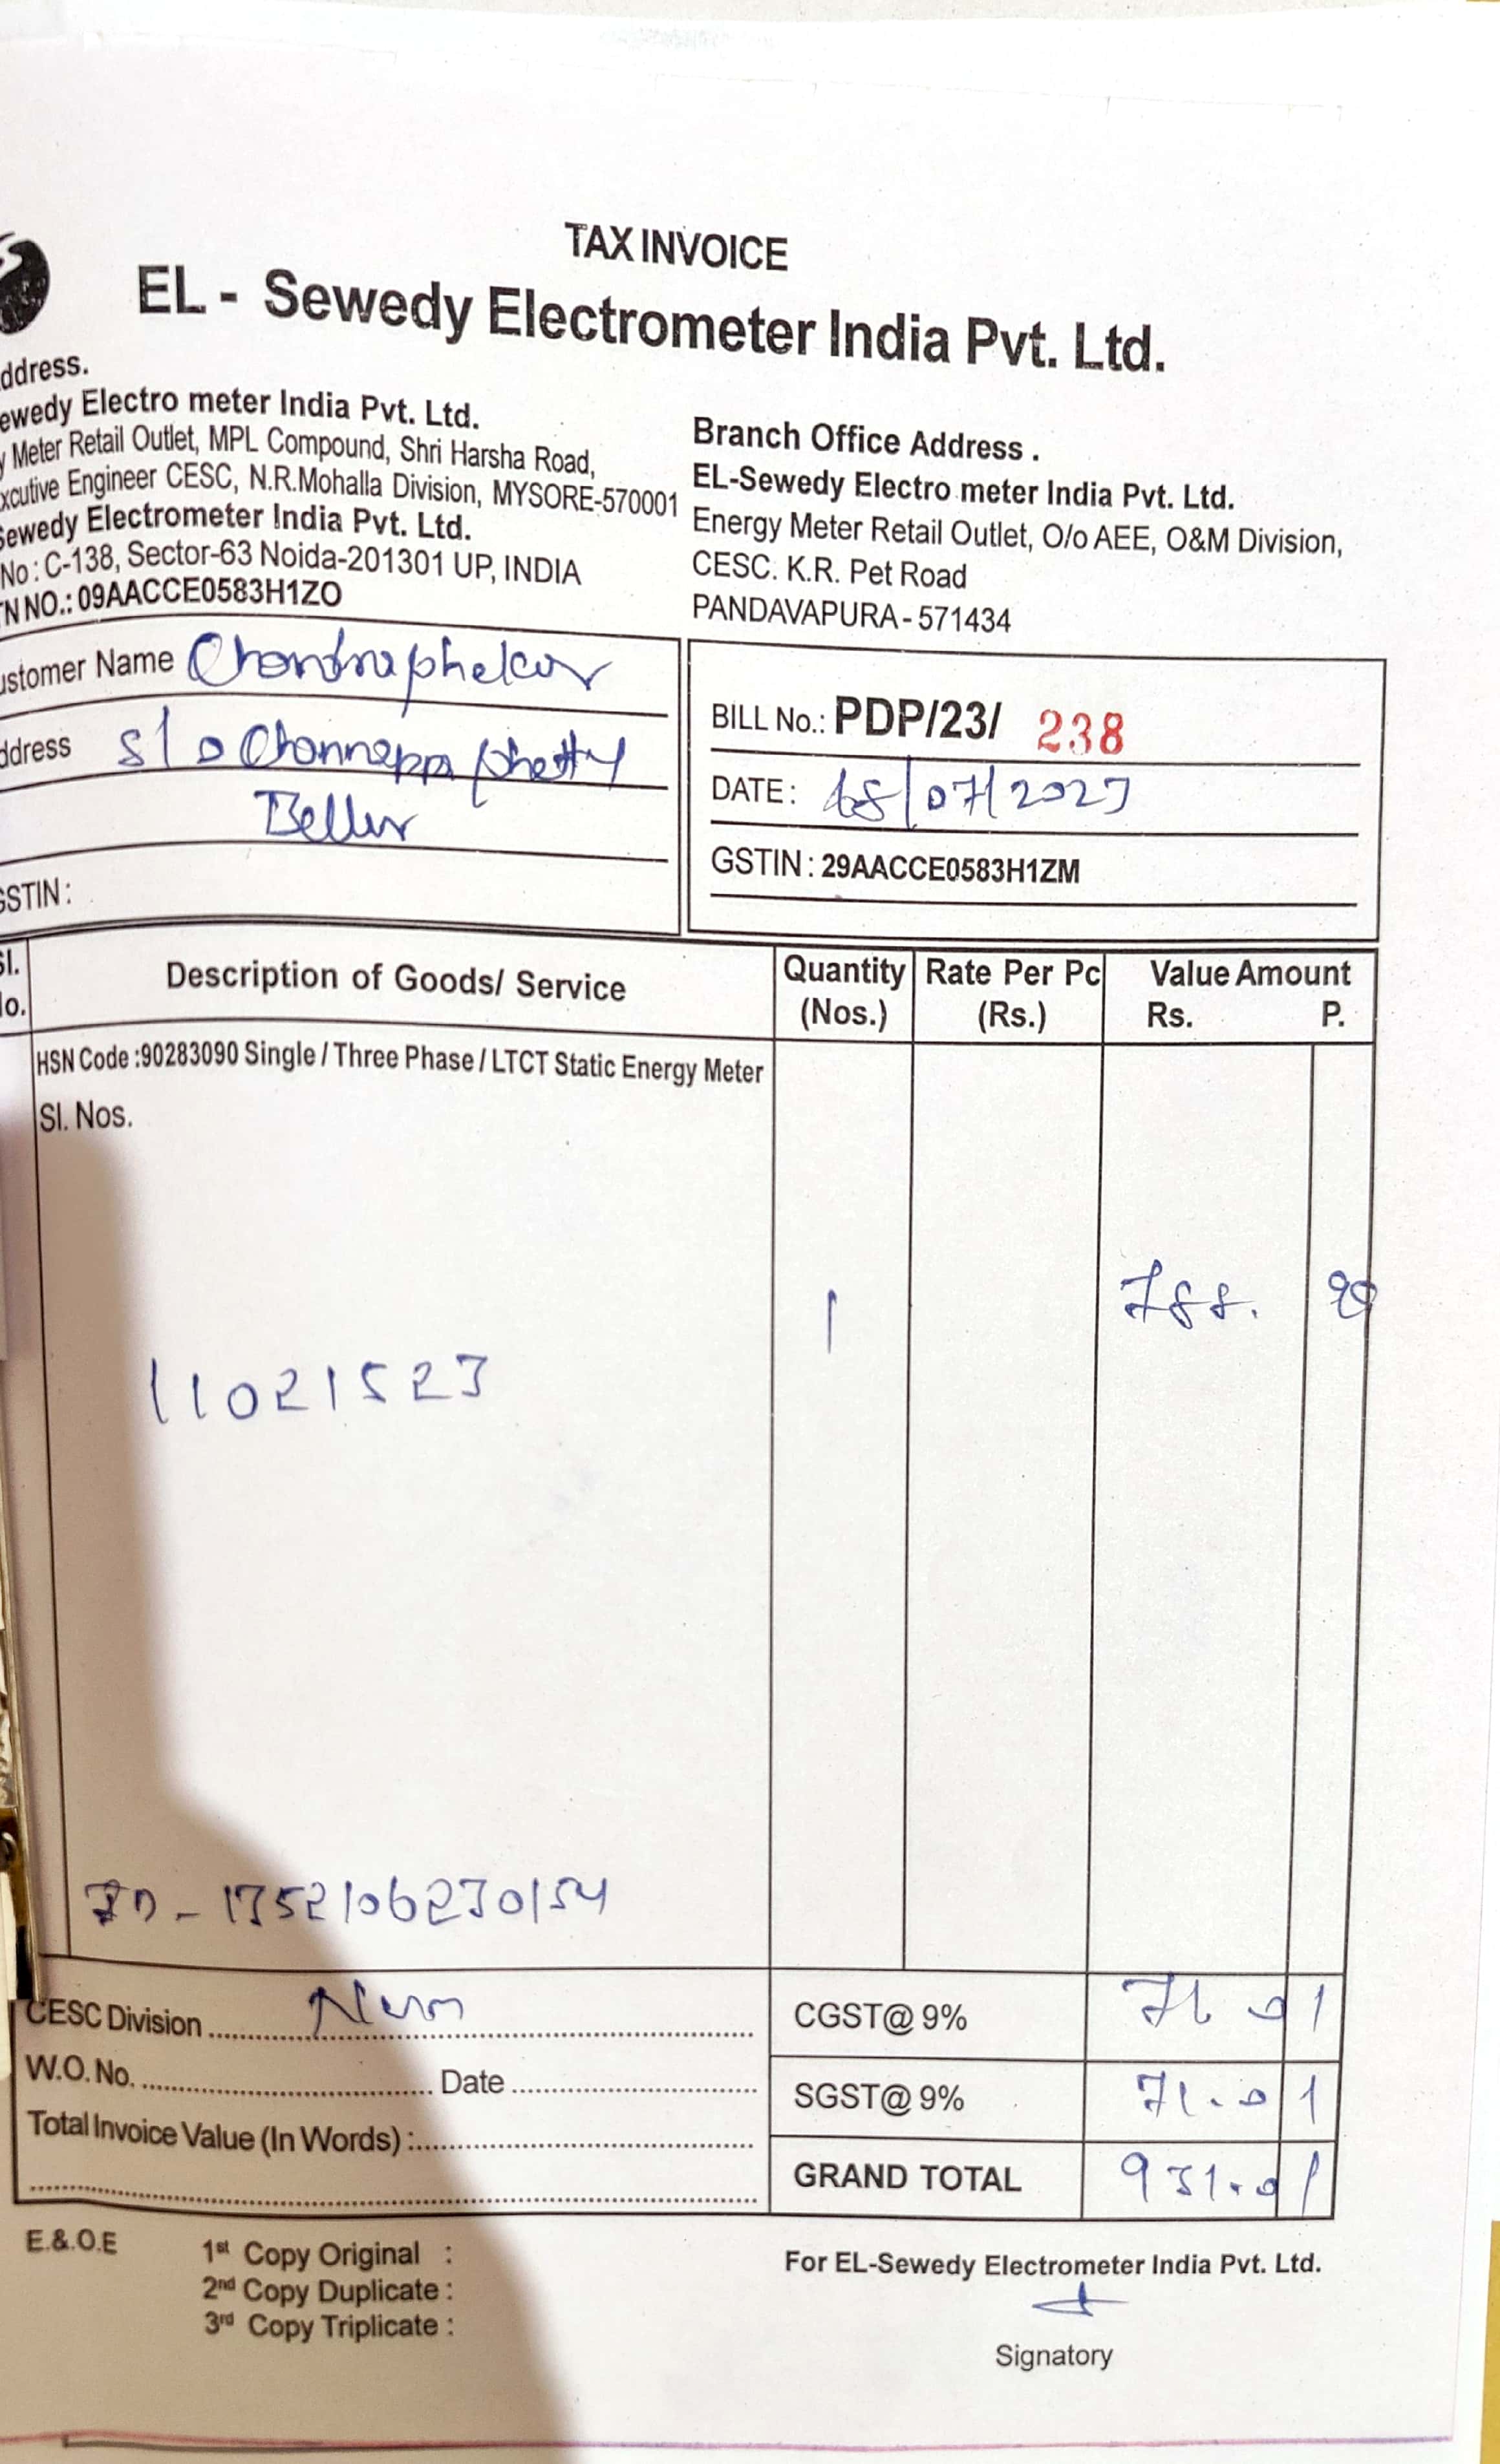 TAX INVOICE
EL - Sewedy Electrometer India Pvt. Ltd.
ddress.
ewedy Electro meter India Pvt. Ltd.
y Meter Retail Outlet, MPL Compound, Shri Harsha Road,
xcutive Engineer CESC, N.R.Mohalla Division, MYSORE-570001
Sewedy Electrometer India Pvt. Ltd.
No : C-138, Sector-63 Noida-201301 UP, INDIA
TN NO.: 09AACCE0583H1ZO
Branch Office Address .
EL-Sewedy Electro meter India Pvt. Ltd.
Energy Meter Retail Outlet, O/o AEE, O&M Division,
CESC. K.R. Pet Road
PANDAVAPURA - 571434
ustomer Name Chandraphekar
ddress S/o Channappa Shetty
Bellur
GSTIN :
BILL No.: PDP/23/ 238
DATE : 18/07/2023
GSTIN : 29AACCE0583H1ZM
Sl. No. Description of Goods/ Service Quantity (Nos.) Rate Per Pc (Rs.) Value Amount Rs. P.
HSN Code :90283090 Single / Three Phase / LTCT Static Energy Meter
Sl. Nos.
1 788. 99
11021523
ID - 1752106230154
CESC Division
CGST@ 9% 71.01
W.O. No. Date
SGST@ 9% 71.01
Total Invoice Value (In Words) :
GRAND TOTAL 931.01
E.&.O.E
1st Copy Original :
2nd Copy Duplicate :
3rd Copy Triplicate :
For EL-Sewedy Electrometer India Pvt. Ltd.
Signatory